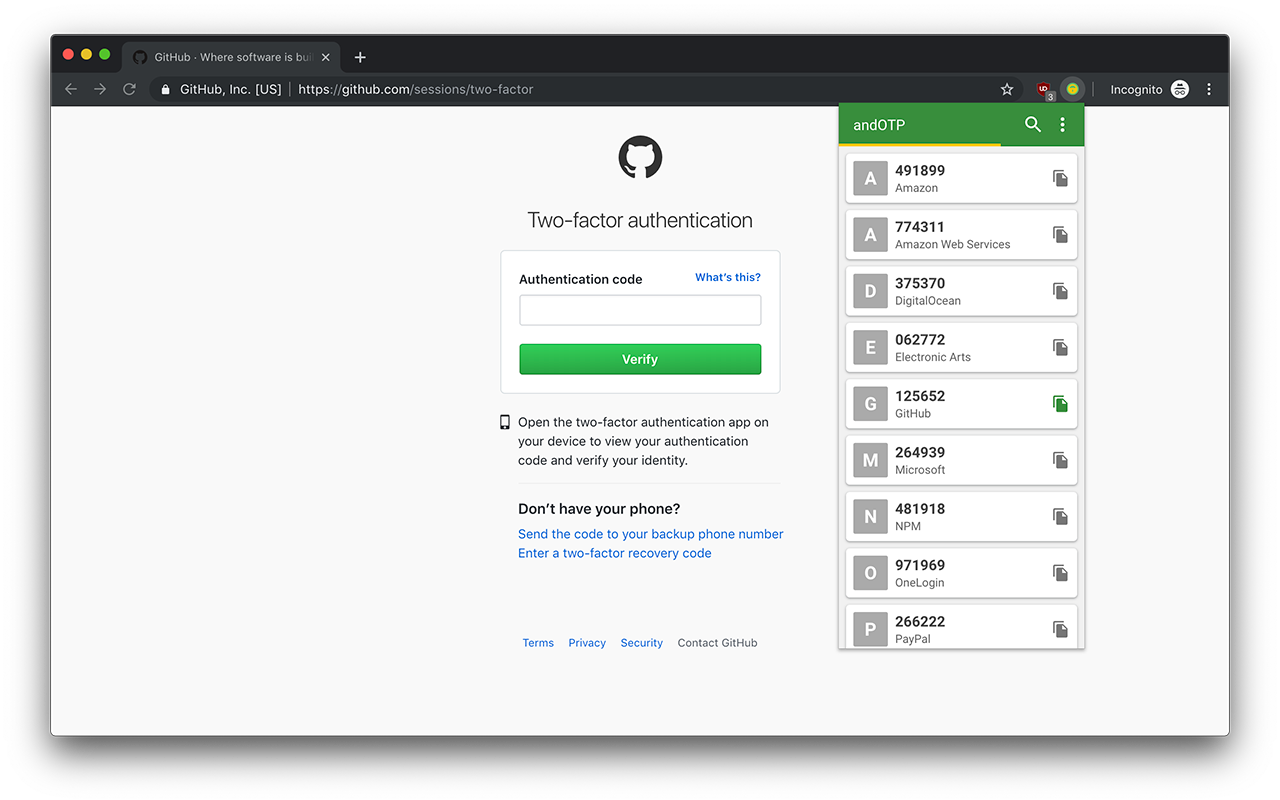 GitHub · Where software is bui
GitHub, Inc. [US] | https://github.com/sessions/two-factor
3
Incognito
Two-factor authentication
Authentication code
What's this?
Verify
Open the two-factor authentication app on
your device to view your authentication
code and verify your identity.
Don't have your phone?
Send the code to your backup phone number
Enter a two-factor recovery code
Terms
Privacy
Security
Contact GitHub
andOTP
A
491899
Amazon
A
774311
Amazon Web Services
D
375370
DigitalOcean
E
062772
Electronic Arts
G
125652
GitHub
M
264939
Microsoft
N
481918
NPM
O
971969
OneLogin
P
266222
PayPal